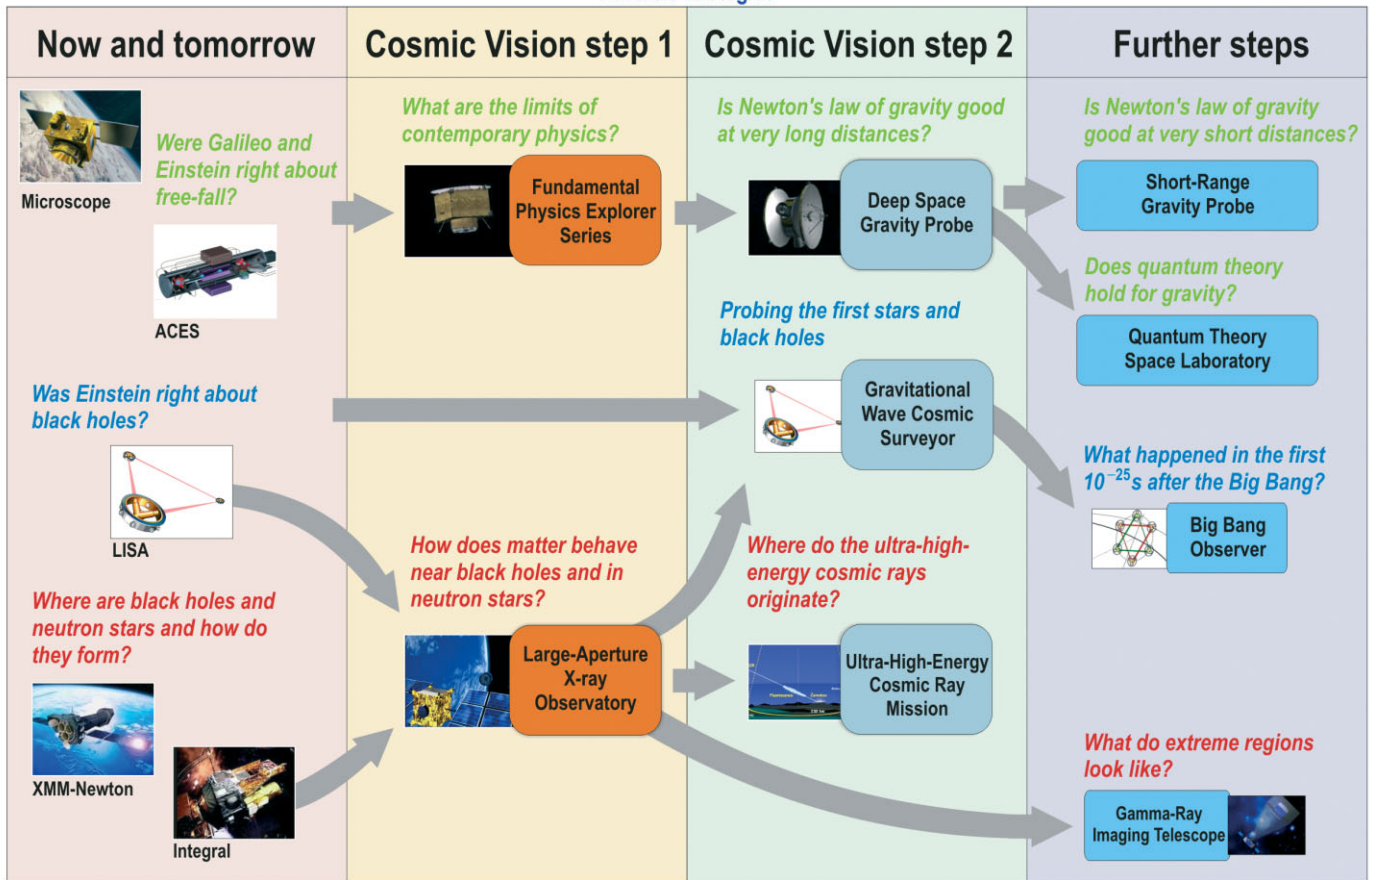 Now and tomorrow
Cosmic Vision step 1
Cosmic Vision step 2
Further steps
Microscope
Were Galileo and
Einstein right about
free-fall?
ACES
Was Einstein right about
black holes?
LISA
Where are black holes and
neutron stars and how do
they form?
XMM-Newton
Integral
What are the limits of
contemporary physics?
Fundamental
Physics Explorer
Series
How does matter behave
near black holes and in
neutron stars?
Large-Aperture
X-ray
Observatory
Is Newton's law of gravity good
at very long distances?
Deep Space
Gravity Probe
Probing the first stars and
black holes
Gravitational
Wave Cosmic
Surveyor
Where do the ultra-high-
energy cosmic rays
originate?
Ultra-High-Energy
Cosmic Ray
Mission
Is Newton's law of gravity
good at very short distances?
Short-Range
Gravity Probe
Does quantum theory
hold for gravity?
Quantum Theory
Space Laboratory
What happened in the first
10⁻²⁵s after the Big Bang?
Big Bang
Observer
What do extreme regions
look like?
Gamma-Ray
Imaging Telescope